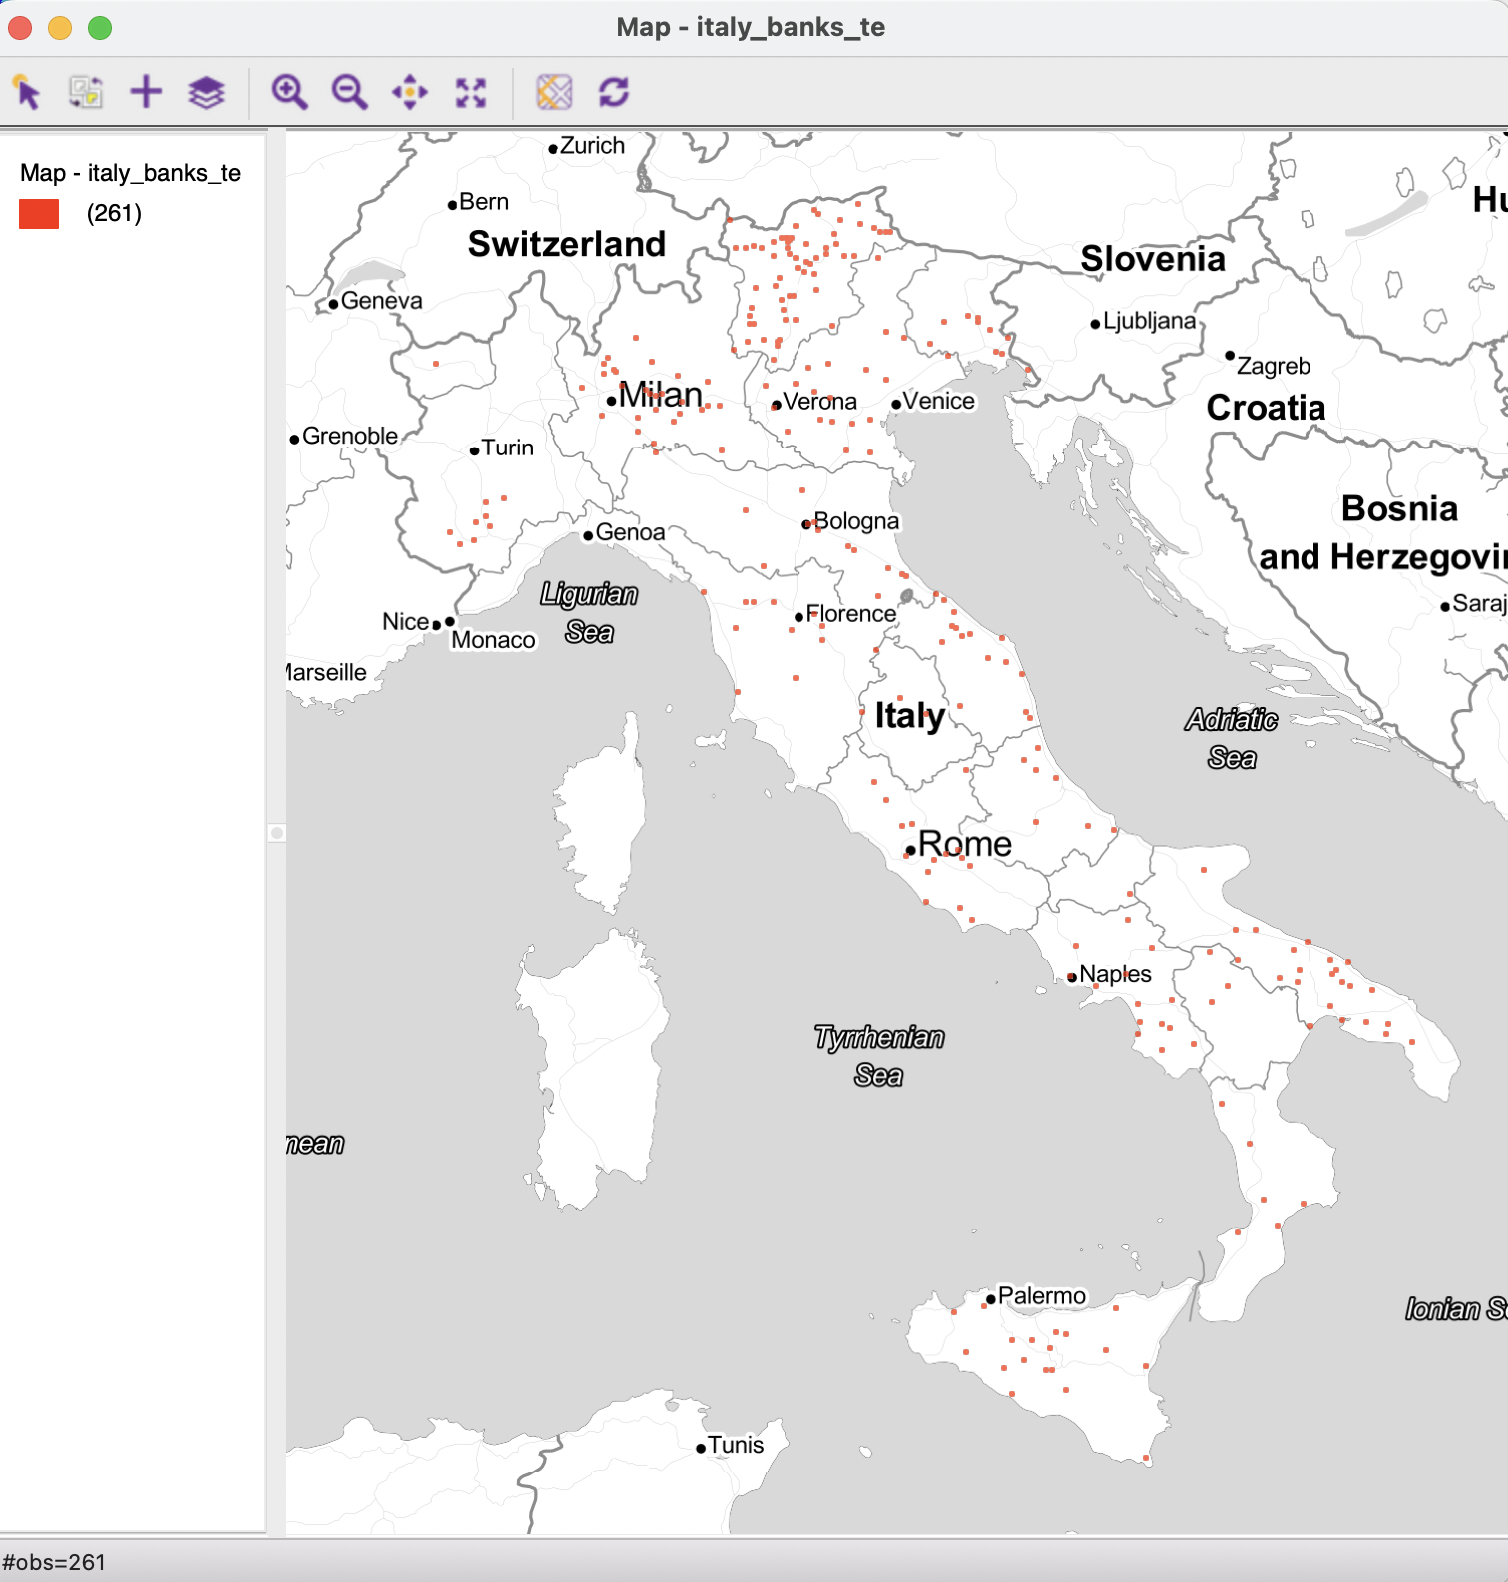 Map - italy_banks_te
Map - italy_banks_te
(261)
Zurich
Bern
Switzerland
Hu
Slovenia
Geneva
Ljubljana
Zagreb
Milan
Verona
Venice
Croatia
Grenoble
Turin
Bosnia
and Herzegovi
Bologna
Genoa
Ligurian
Sea
Saraj
Florence
Nice
Monaco
Marseille
Italy
Adriatic
Sea
Rome
Naples
Tyrrhenian
Sea
nean
Palermo
Ionian S
Tunis
#obs=261